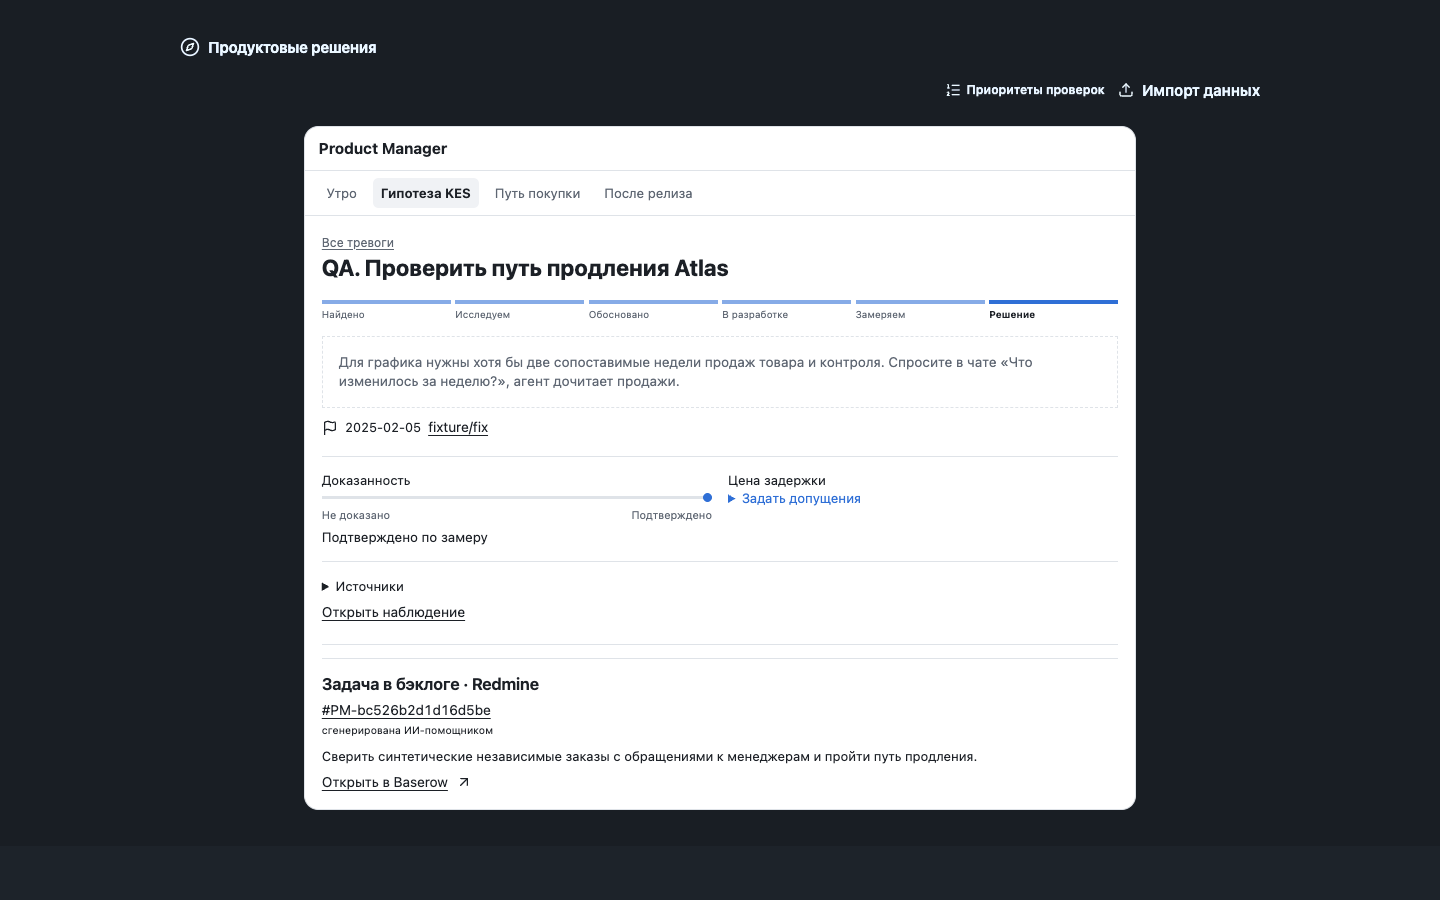 Продуктовые решения
Приоритеты проверок
Импорт данных
Product Manager
Утро
Гипотеза KES
Путь покупки
После релиза
Все тревоги
QA. Проверить путь продления Atlas
Найдено
Исследуем
Обосновано
В разработке
Замеряем
Решение
Для графика нужны хотя бы две сопоставимые недели продаж товара и контроля. Спросите в чате «Что
изменилось за неделю?», агент дочитает продажи.
2025-02-05 fixture/fix
Доказанность
Не доказано
Подтверждено
Подтверждено по замеру
Цена задержки
Задать допущения
Источники
Открыть наблюдение
Задача в бэклоге · Redmine
#PM-bc526b2d1d16d5be
сгенерирована ИИ-помощником
Сверить синтетические независимые заказы с обращениями к менеджерам и пройти путь продления.
Открыть в Baserow